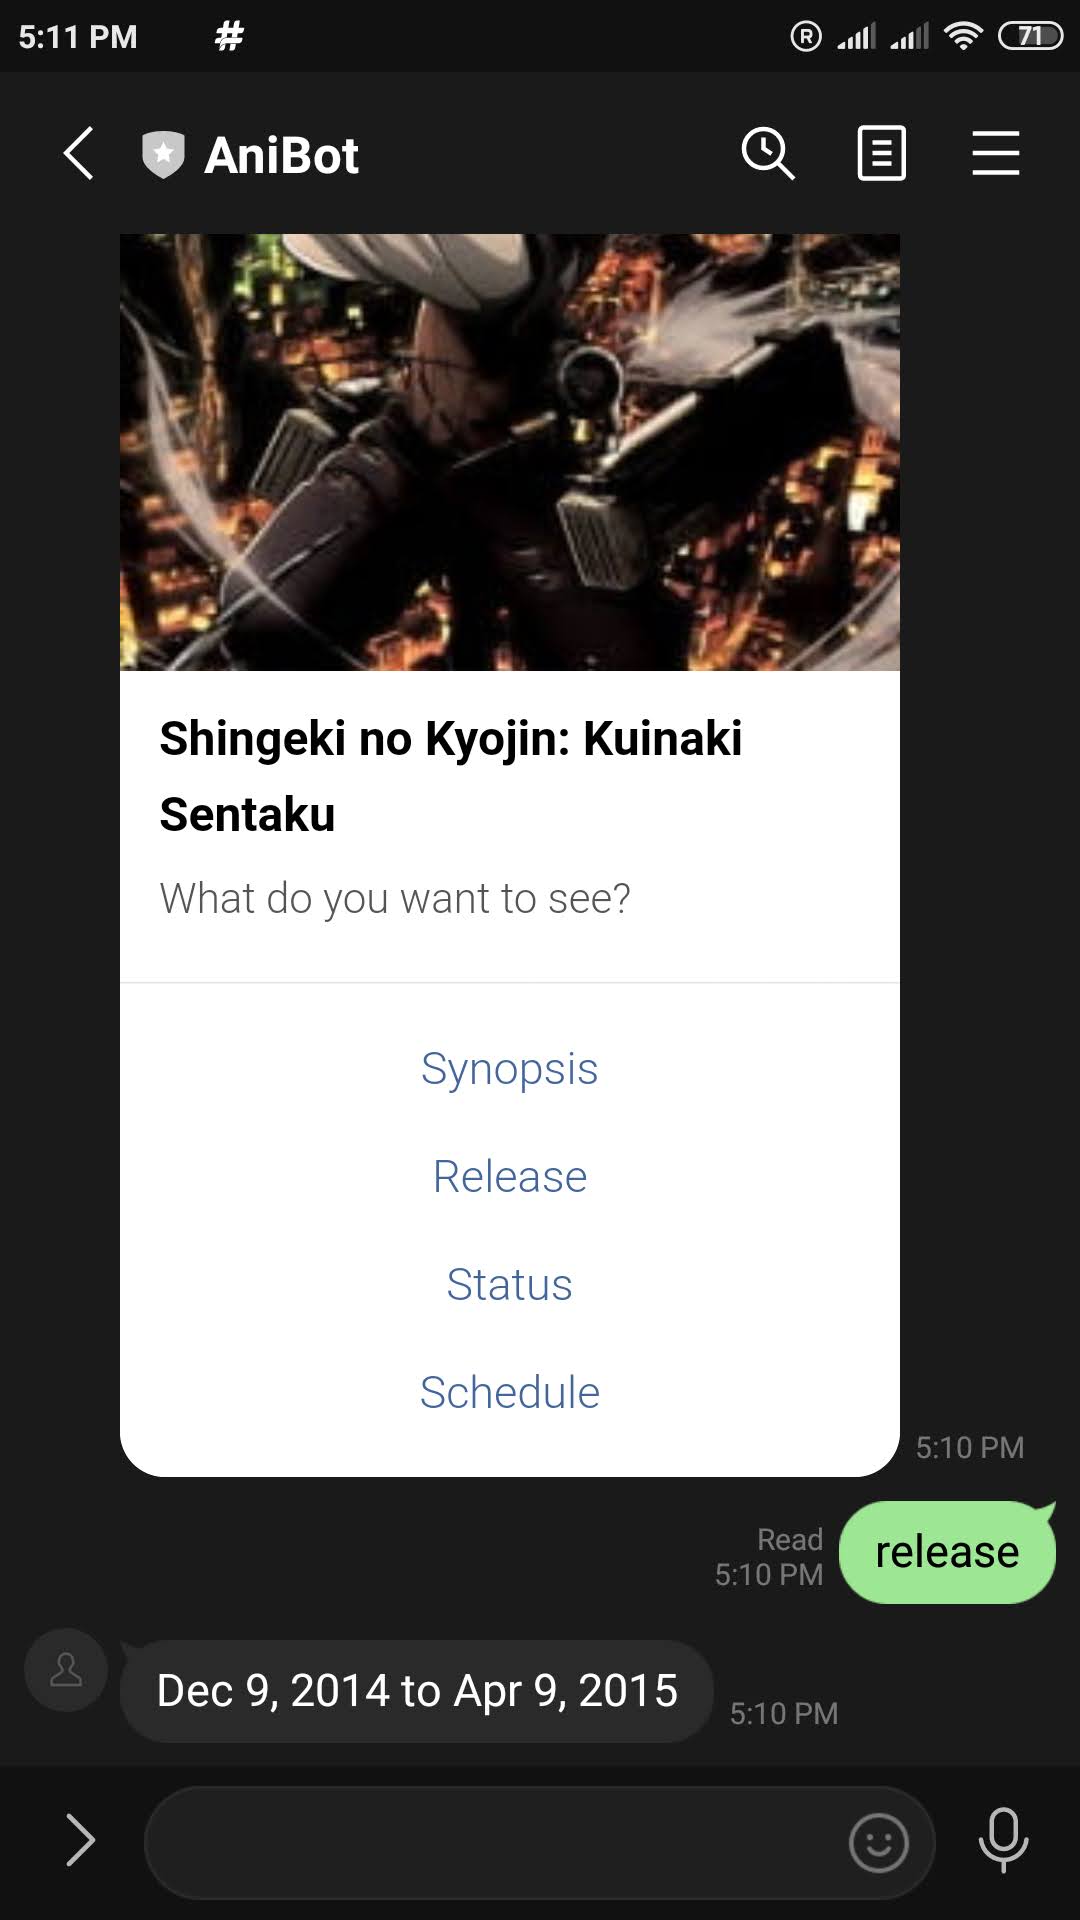 5:11 PM # R 71
AniBot
Shingeki no Kyojin: Kuinaki
Sentaku
What do you want to see?
Synopsis
Release
Status
Schedule
5:10 PM
Read
5:10 PM
release
Dec 9, 2014 to Apr 9, 2015
5:10 PM